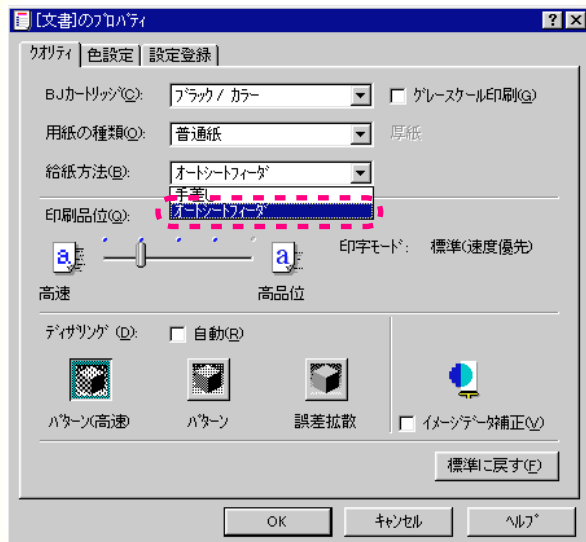 [文書]のﾌﾟﾛﾊﾟﾃｨ
ｸｵﾘﾃｨ 色設定 設定登録
BJｶｰﾄﾘｯｼﾞ(C): ﾌﾞﾗｯｸ / ｶﾗｰ ｸﾞﾚｰｽｹｰﾙ印刷(G)
用紙の種類(O): 普通紙 厚紙
給紙方法(B): ｵｰﾄｼｰﾄﾌｨｰﾀﾞ
手差し
ｵｰﾄｼｰﾄﾌｨｰﾀﾞ
印刷品位(Q):
a a 印字ﾓｰﾄﾞ: 標準(速度優先)
高速 高品位
ﾃﾞｨｻﾞﾘﾝｸﾞ (D): 自動(R)
ﾊﾟﾀｰﾝ(高速) ﾊﾟﾀｰﾝ 誤差拡散 ｲﾒｰｼﾞﾃﾞｰﾀ補正(V)
標準に戻す(F)
OK ｷｬﾝｾﾙ ﾍﾙﾌﾟ